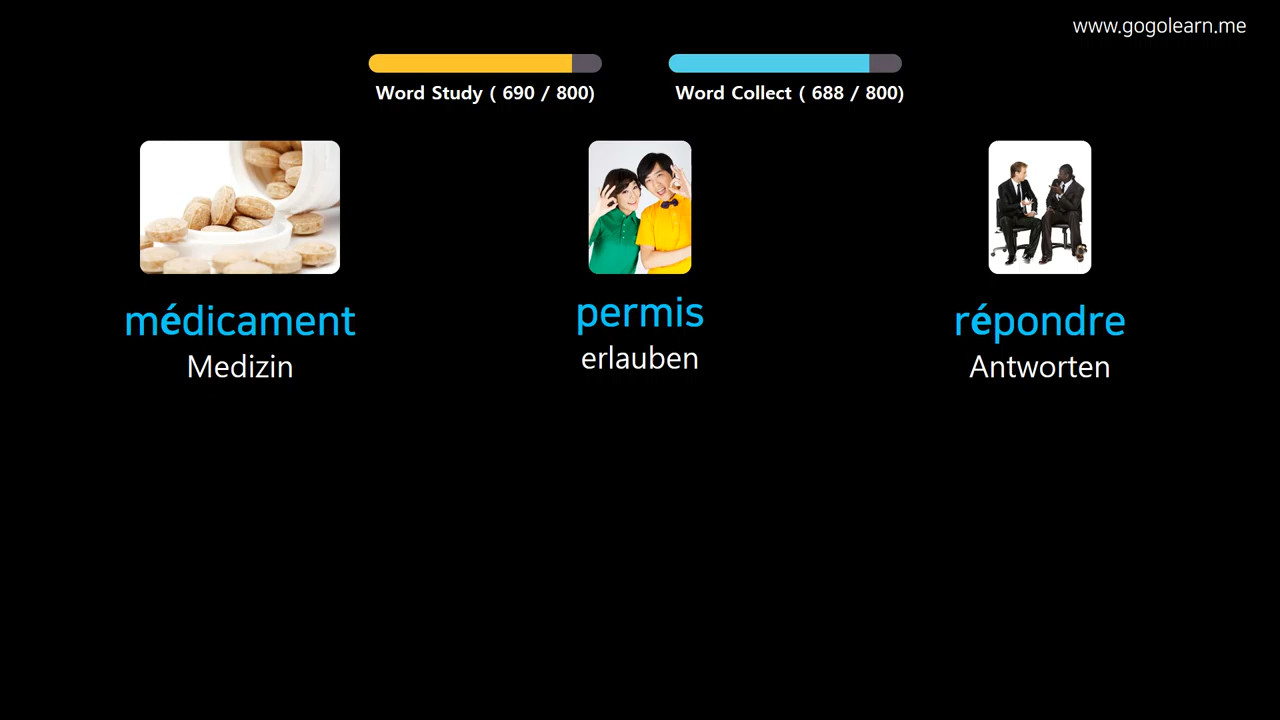 www.gogolearn.me
Word Study ( 690 / 800)
Word Collect ( 688 / 800)
médicament
Medizin
permis
erlauben
répondre
Antworten